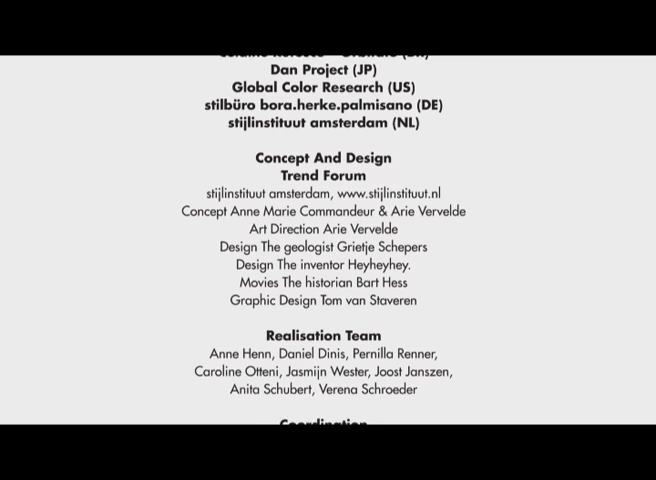 Dan Project (JP)
Global Color Research (US)
stilbüro bora.herke.palmisano (DE)
stijlinstituut amsterdam (NL)
Concept And Design
Trend Forum
stijlinstituut amsterdam, www.stijlinstituut.nl
Concept Anne Marie Commandeur & Arie Vervelde
Art Direction Arie Vervelde
Design The geologist Grietje Schepers
Design The inventor Heyheyhey.
Movies The historian Bart Hess
Graphic Design Tom van Staveren
Realisation Team
Anne Henn, Daniel Dinis, Pernilla Renner,
Caroline Otteni, Jasmijn Wester, Joost Janszen,
Anita Schubert, Verena Schroeder
Coordination